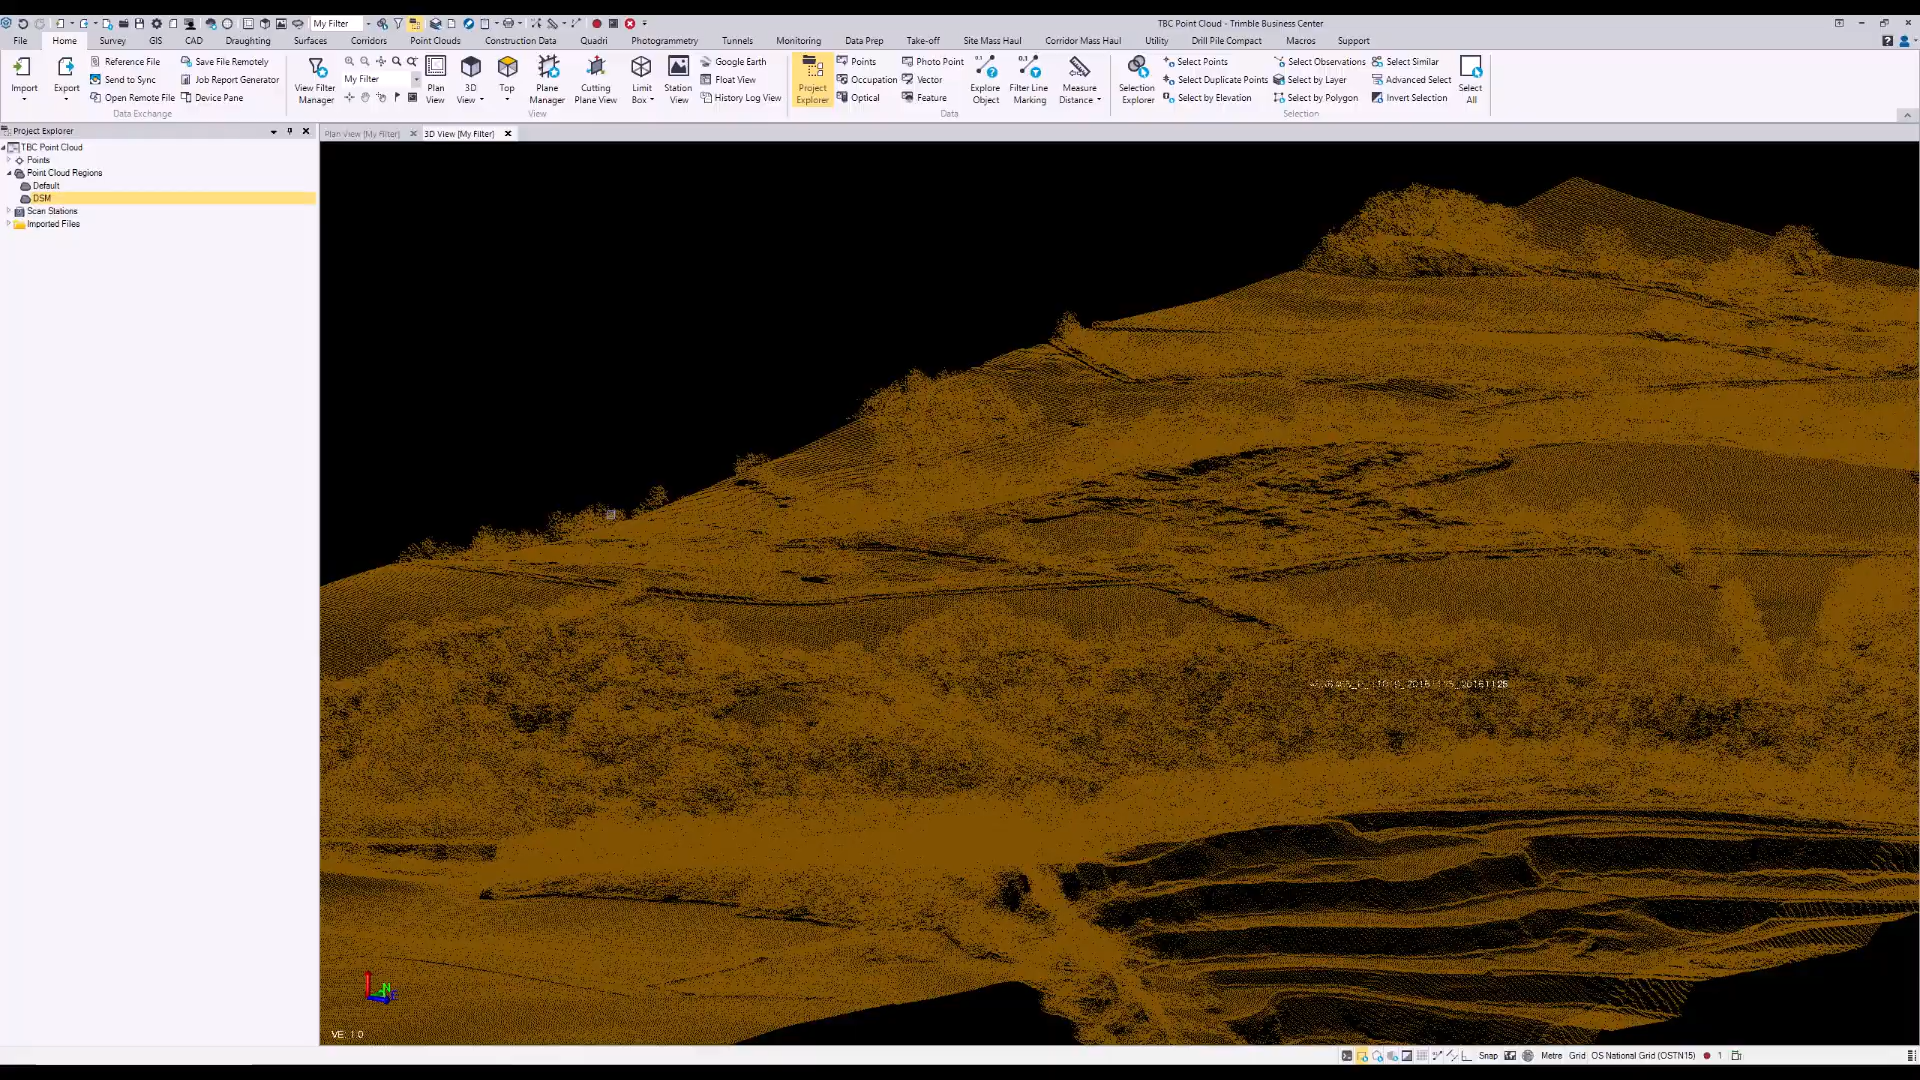 My Filter
TBC Point Cloud - Trimble Business Center
File Home Survey GIS CAD Draughting Surfaces Corridors Point Clouds Construction Data Quadri Photogrammetry Tunnels Monitoring Data Prep Take-off Site Mass Haul Corridor Mass Haul Utility Drill Pile Compact Macros Support
Import
Export
Reference File
Send to Sync
Open Remote File
Save File Remotely
Job Report Generator
Device Pane
Data Exchange
View Filter
Manager
My Filter
Plan
View
3D
View
Top
Plane
Manager
Cutting
Plane View
Limit
Box
Station
View
Google Earth
Float View
History Log View
View
Project
Explorer
Points
Occupation
Optical
Photo Point
Vector
Feature
Explore
Object
Filter Line
Marking
Measure
Distance
Data
Selection
Explorer
Select Points
Select Duplicate Points
Select by Elevation
Select Observations
Select by Layer
Select by Polygon
Select Similar
Advanced Select
Invert Selection
Select
All
Selection
Project Explorer
TBC Point Cloud
Points
Point Cloud Regions
Default
DSM
Scan Stations
Imported Files
Plan View [My Filter]
3D View [My Filter]
N
VE: 1.0
Snap Metre Grid OS National Grid (OSTN15) 1